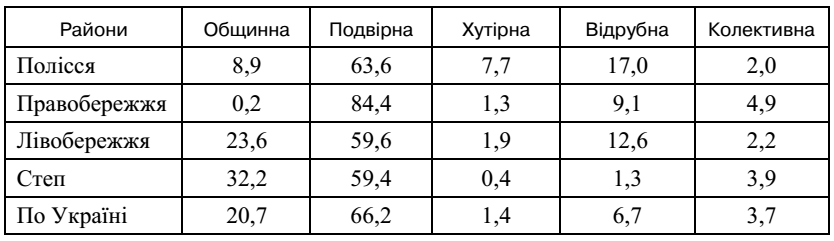 Райони Общинна Подвірна Хутірна Відрубна Колективна
Полісся 8,9 63,6 7,7 17,0 2,0
Правобережжя 0,2 84,4 1,3 9,1 4,9
Лівобережжя 23,6 59,6 1,9 12,6 2,2
Степ 32,2 59,4 0,4 1,3 3,9
По Україні 20,7 66,2 1,4 6,7 3,7